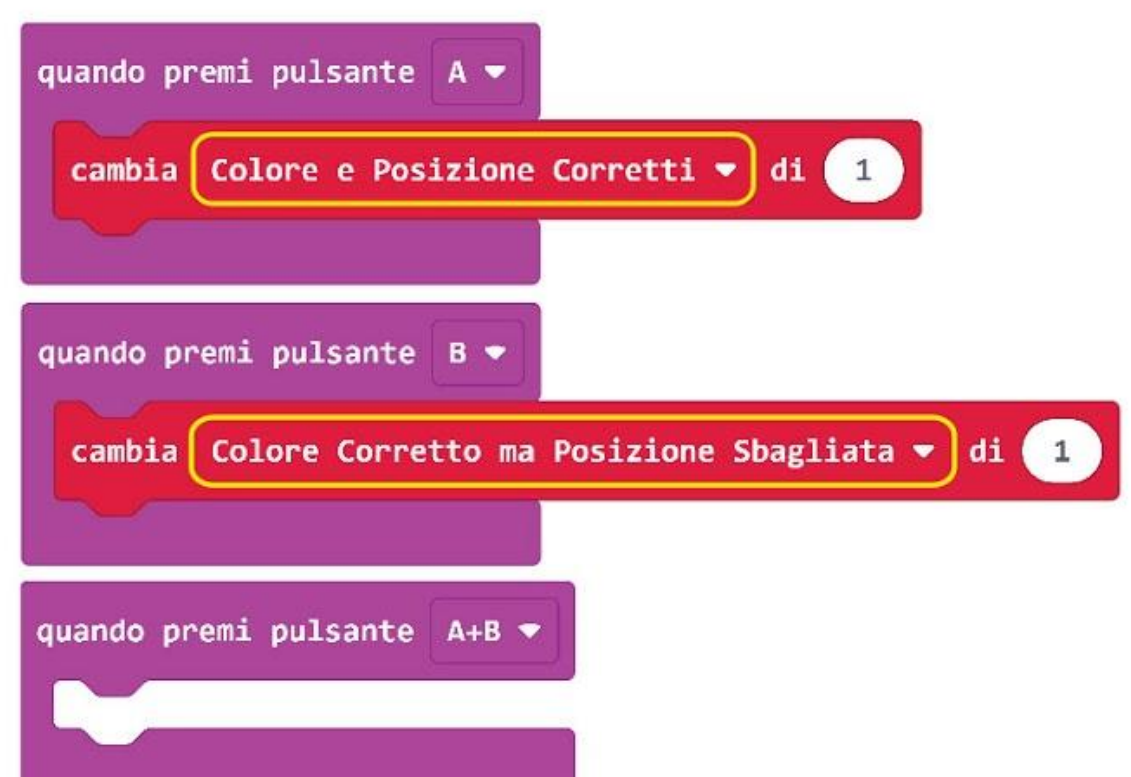 quando premi pulsante A
cambia Colore e Posizione Corretti di 1
quando premi pulsante B
cambia Colore Corretto ma Posizione Sbagliata di 1
quando premi pulsante A+B